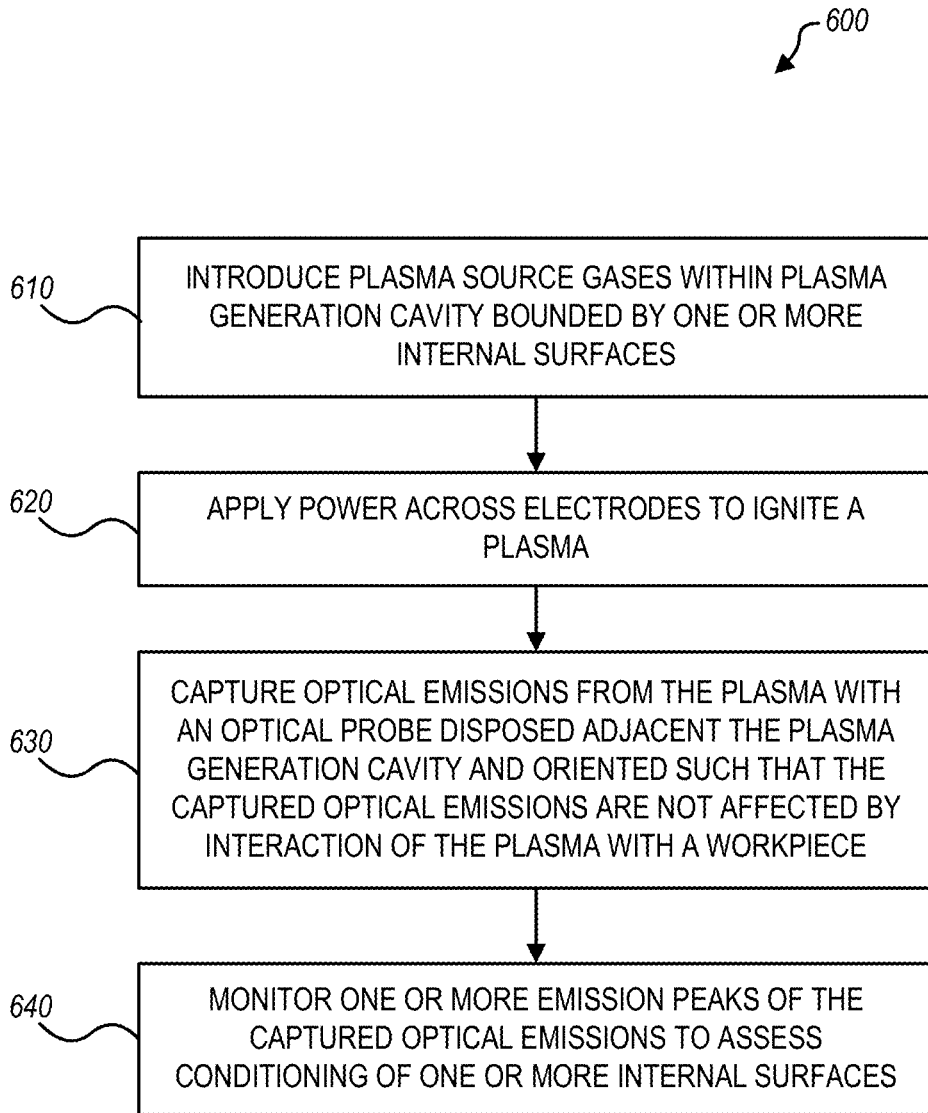 600
610
INTRODUCE PLASMA SOURCE GASES WITHIN PLASMA
GENERATION CAVITY BOUNDED BY ONE OR MORE
INTERNAL SURFACES
620
APPLY POWER ACROSS ELECTRODES TO IGNITE A
PLASMA
630
CAPTURE OPTICAL EMISSIONS FROM THE PLASMA WITH
AN OPTICAL PROBE DISPOSED ADJACENT THE PLASMA
GENERATION CAVITY AND ORIENTED SUCH THAT THE
CAPTURED OPTICAL EMISSIONS ARE NOT AFFECTED BY
INTERACTION OF THE PLASMA WITH A WORKPIECE
640
MONITOR ONE OR MORE EMISSION PEAKS OF THE
CAPTURED OPTICAL EMISSIONS TO ASSESS
CONDITIONING OF ONE OR MORE INTERNAL SURFACES